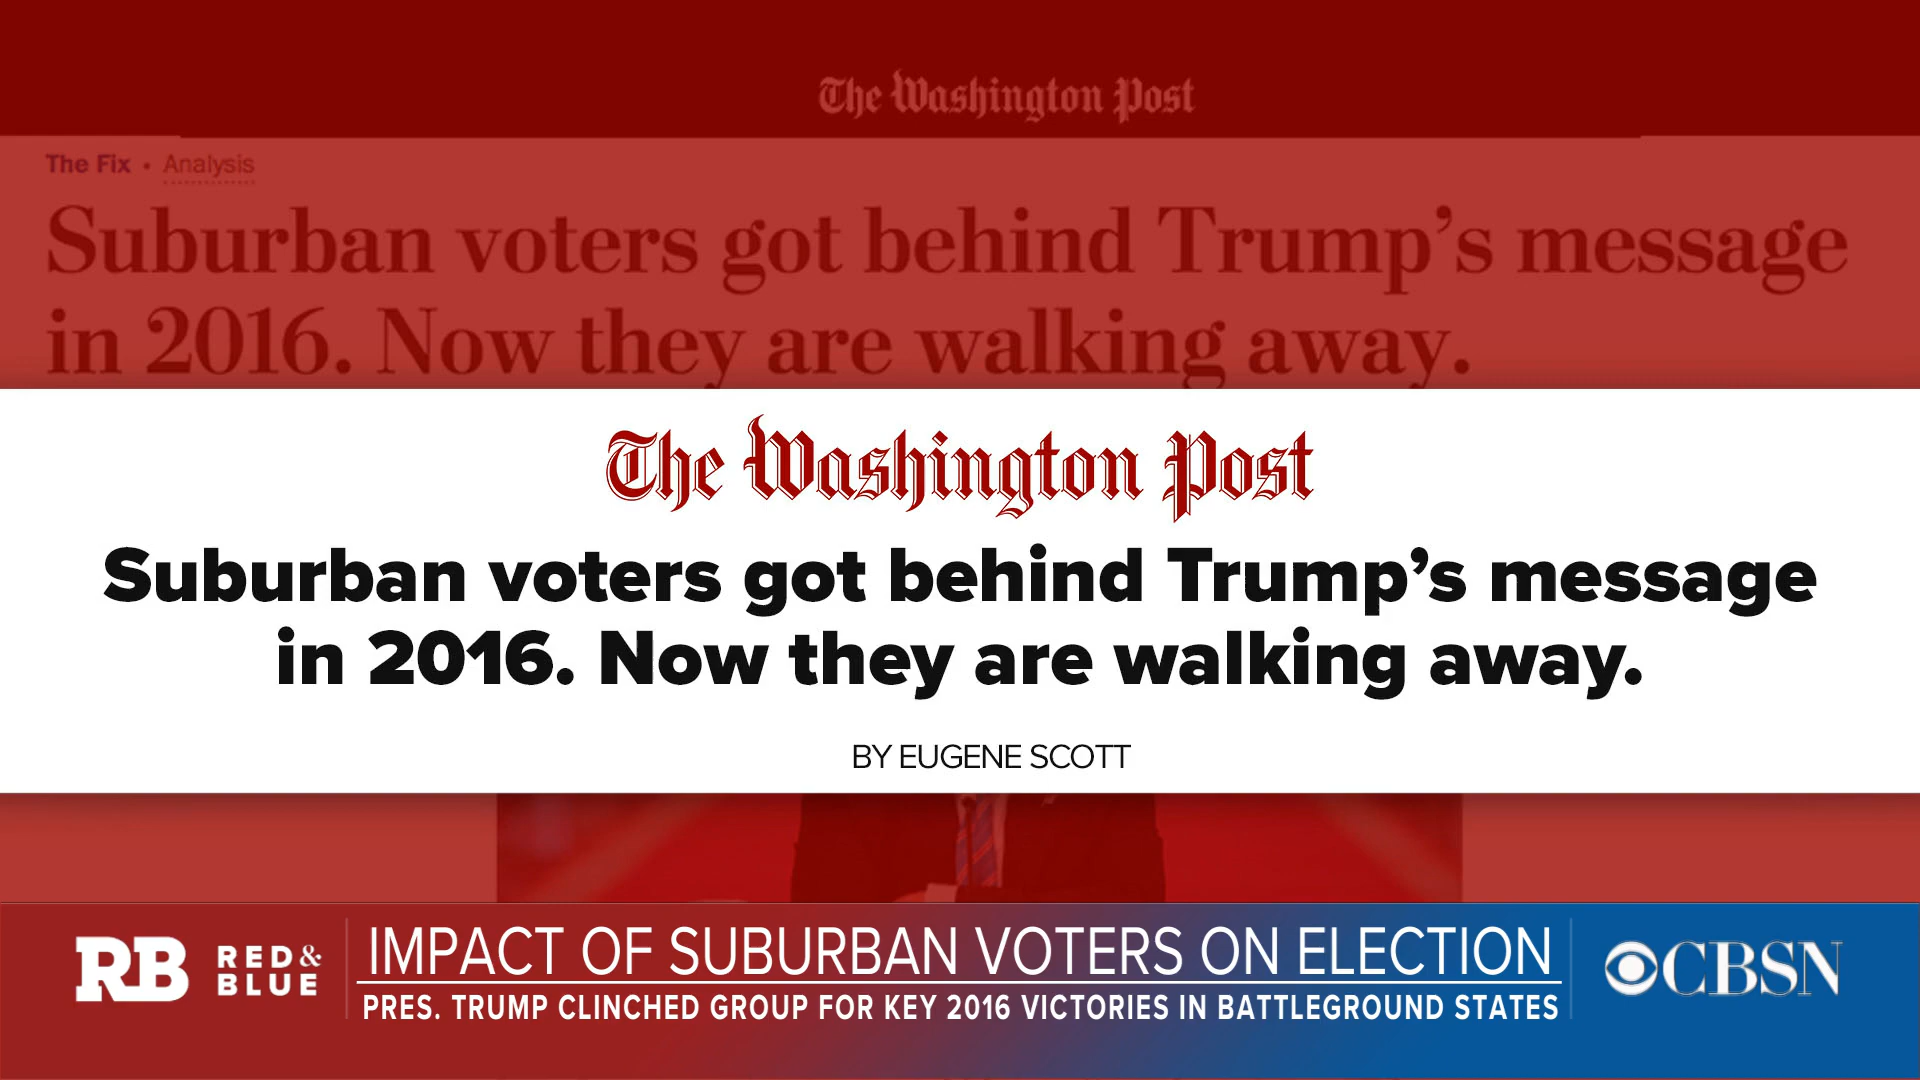 The Washington Post
The Fix • Analysis
Suburban voters got behind Trump’s message
in 2016. Now they are walking away.
The Washington Post
Suburban voters got behind Trump’s message
in 2016. Now they are walking away.
BY EUGENE SCOTT
RB RED& BLUE
IMPACT OF SUBURBAN VOTERS ON ELECTION
PRES. TRUMP CLINCHED GROUP FOR KEY 2016 VICTORIES IN BATTLEGROUND STATES
CBSN